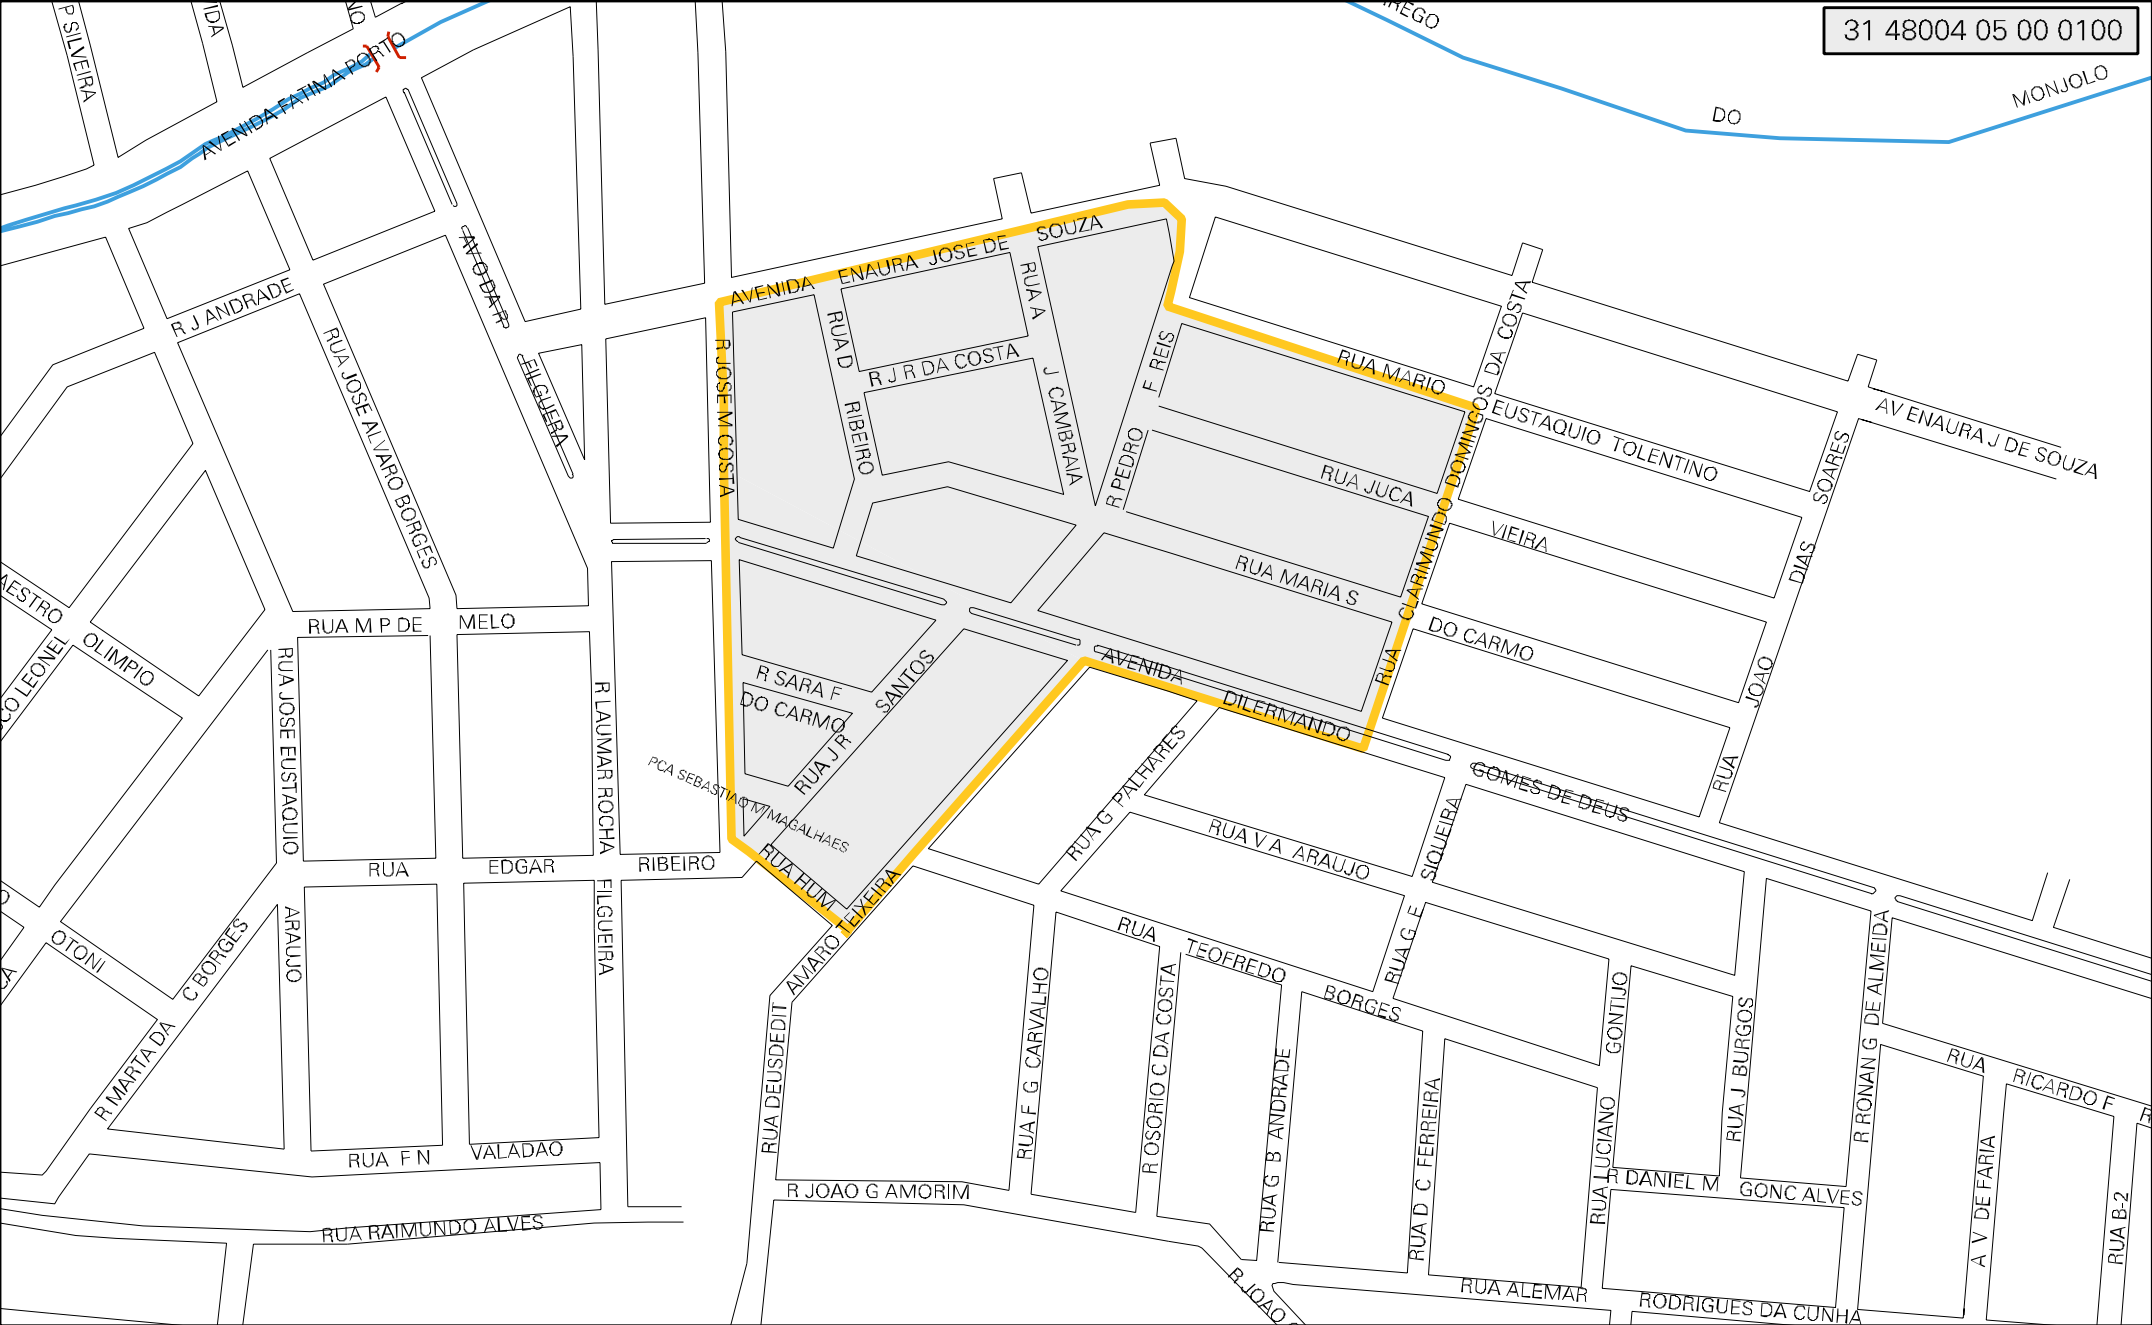 31 48004 05 00 0100
P SILVEIRA
AVENIDA FATIMA PORTO
DO
MONJOLO
R J ANDRADE
AV O DA R
FILGUERA
RUA JOSE ALVARO BORGES
AVENIDA ENAURA JOSE DE SOUZA
RUA A
J CAMBRAIA
RUA D
RIBEIRO
R J R DA COSTA
R JOSE M COSTA
F REIS
R PEDRO
RUA MARIO
EUSTAQUIO TOLENTINO
RUA CLARIMUNDO DOMINGOS DA COSTA
AV ENAURA J DE SOUZA
RUA JUCA
VIEIRA
RUA MARIA S
DO CARMO
RUA JOAO DIAS SOARES
AVENIDA DILERMANDO
GOMES DE DEUS
R SARA F
DO CARMO
RUA J R
SANTOS
PCA SEBASTIAO M MAGALHAES
RUA HUM
RUA DEUSDEDIT AMARO TEIXEIRA
RUA M P DE MELO
OLIMPIO
RUA JOSE EUSTAQUIO
ARAUJO
R LAUMAR ROCHA
FILGUEIRA
RUA EDGAR RIBEIRO
OTONI
R MARTA DA
C BORGES
RUA F N VALADAO
RUA RAIMUNDO ALVES
RUA G PALHARES
RUA V A ARAUJO
RUA G E SIQUEIRA
RUA TEOFREDO BORGES
RUA F G CARVALHO
R OSORIO C DA COSTA
RUA G B ANDRADE
RUA D C FERREIRA
RUA LUCIANO
GONTIJO
RUA J BURGOS
R RONAN G DE ALMEIDA
RUA RICARDO F
A V DE FARIA
RUA B-2
R DANIEL M GONC ALVES
R JOAO G AMORIM
R JOAO
RUA ALEMAR
RODRIGUES DA CUNHA